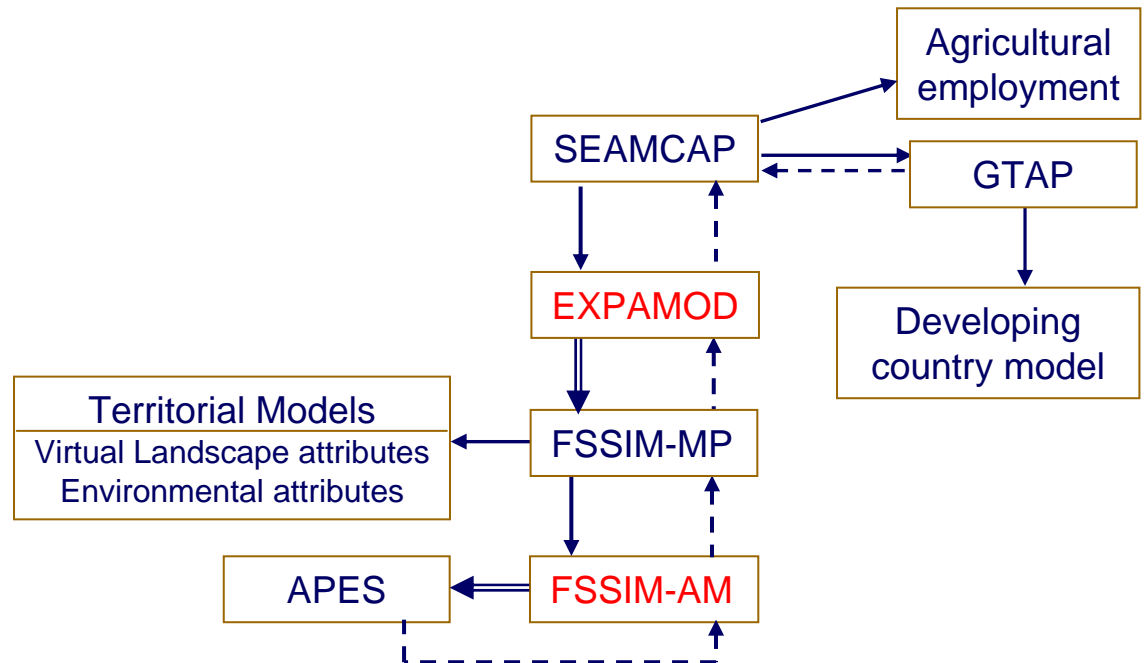 Agricultural
employment
SEAMCAP
GTAP
EXPAMOD
Developing
country model
Territorial Models
Virtual Landscape attributes
Environmental attributes
FSSIM-MP
APES
FSSIM-AM